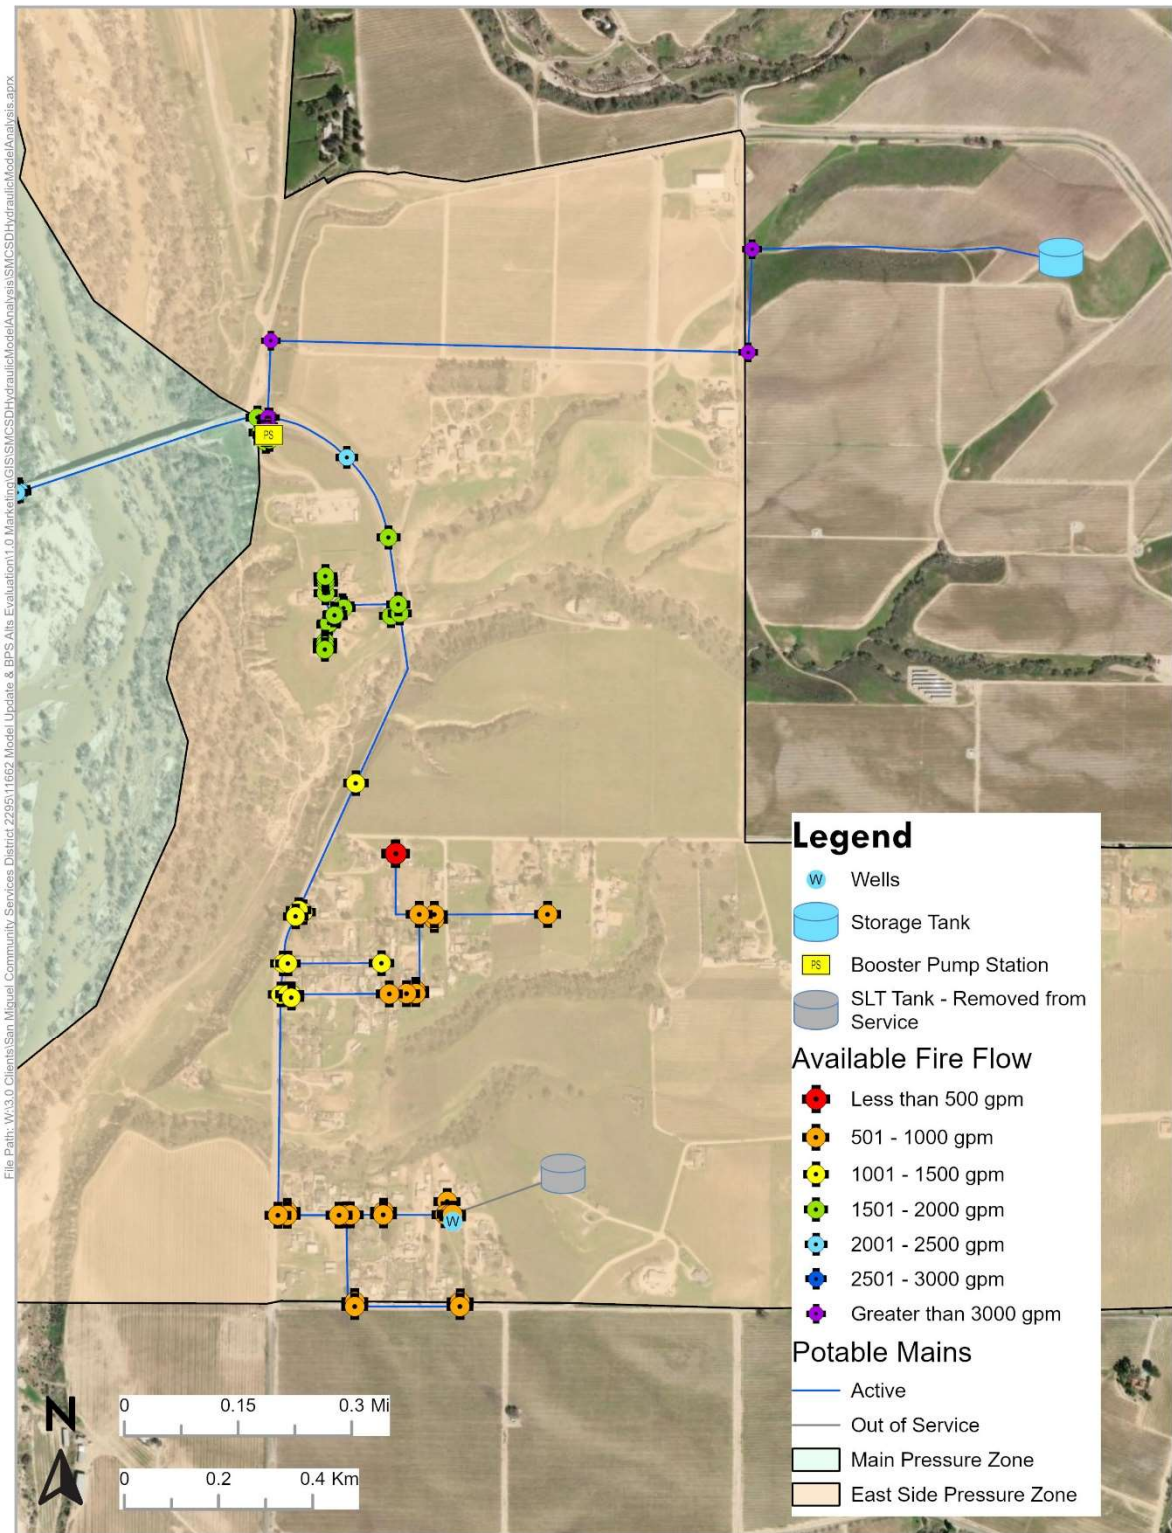 File Path: W:\3.0 Clients\San Miguel Community Services District 2295\11662 Model Update & BPS Alts Evaluation\1.0 Marketing\GIS\SMCSDHydraulicModelAnalysis\SMCSDHydraulicModelAnalysis.aprx
PS
W
Legend
W Wells
Storage Tank
PS Booster Pump Station
SLT Tank - Removed from
Service
Available Fire Flow
Less than 500 gpm
501 - 1000 gpm
1001 - 1500 gpm
1501 - 2000 gpm
2001 - 2500 gpm
2501 - 3000 gpm
Greater than 3000 gpm
Potable Mains
Active
Out of Service
Main Pressure Zone
East Side Pressure Zone
N
0 0.15 0.3 Mi
0 0.2 0.4 Km